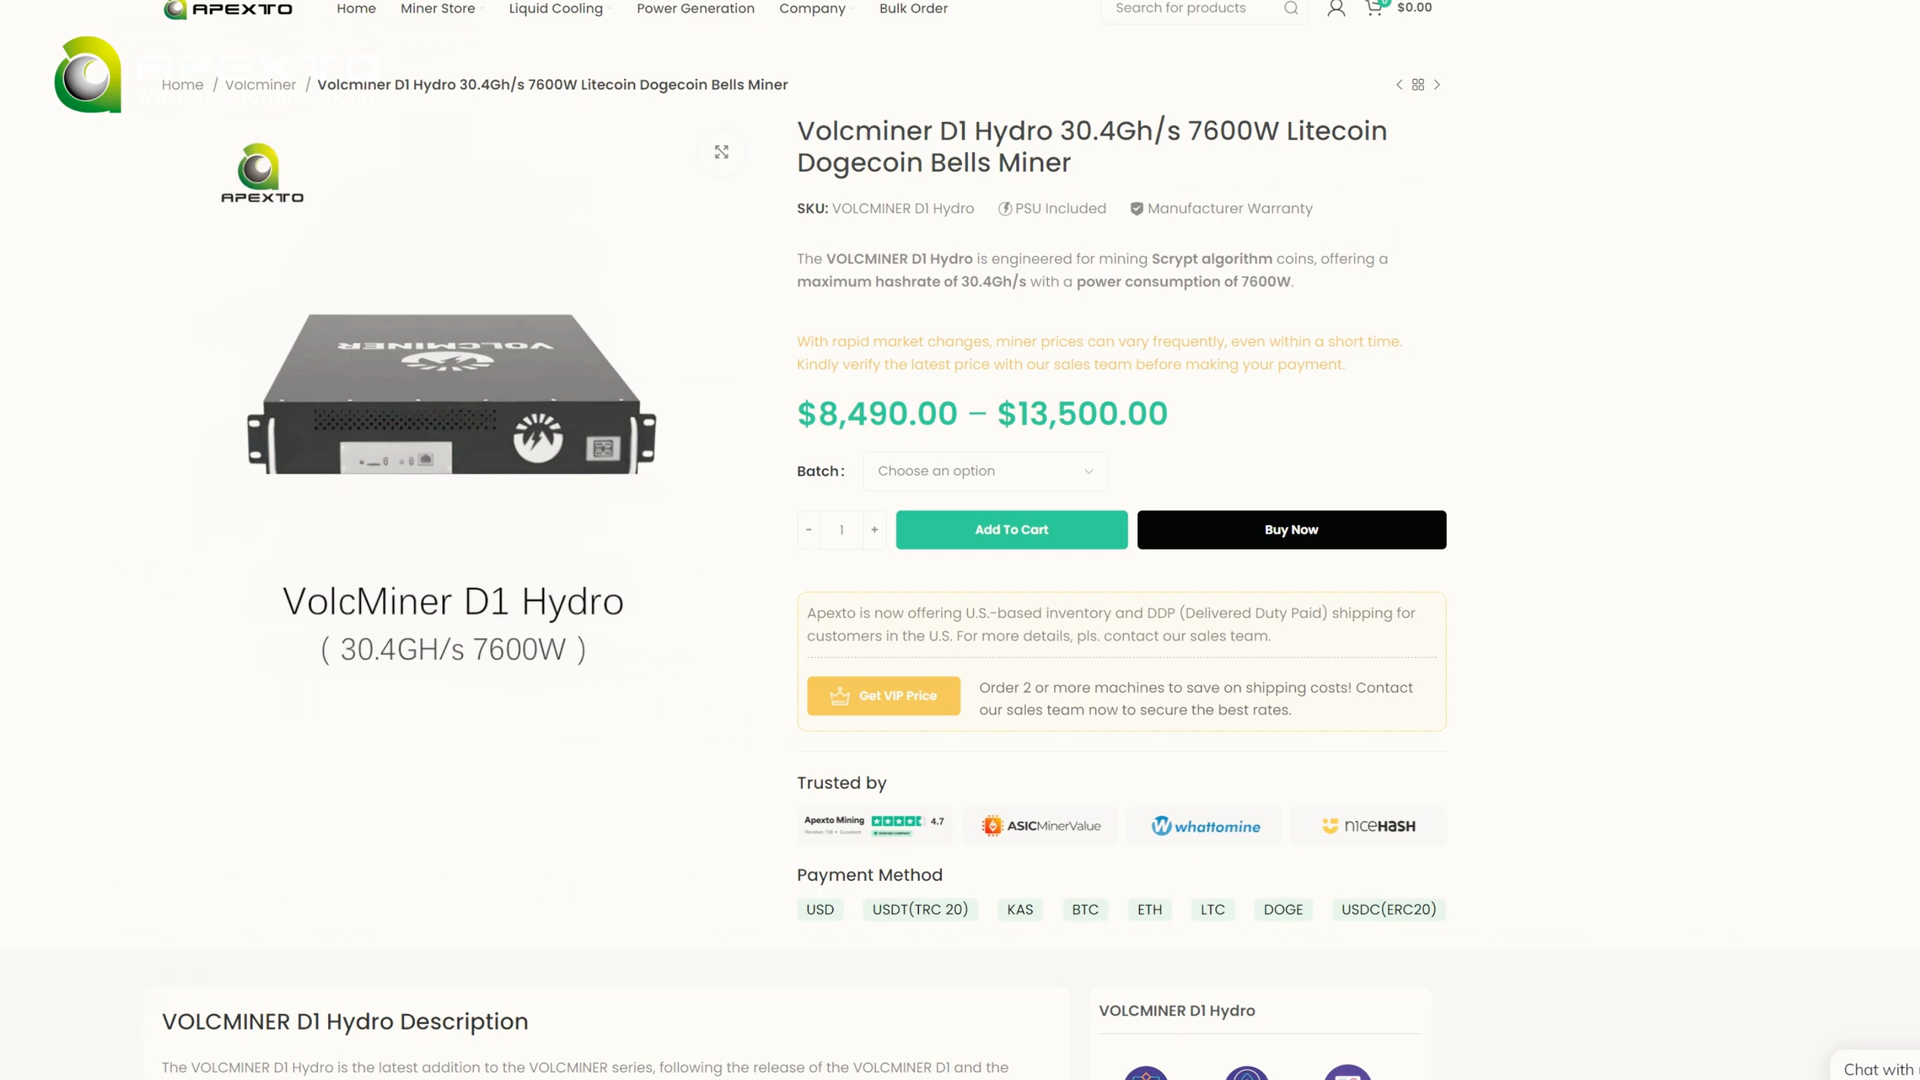 APEXTO
Home
Miner Store
Liquid Cooling
Power Generation
Company
Bulk Order
Search for products
$0.00
Home / Volcminer / Volcminer D1 Hydro 30.4Gh/s 7600W Litecoin Dogecoin Bells Miner
APEXTO
VOLCMINER
VolcMiner D1 Hydro
( 30.4GH/s 7600W )
Volcminer D1 Hydro 30.4Gh/s 7600W Litecoin
Dogecoin Bells Miner
SKU: VOLCMINER D1 Hydro
PSU Included
Manufacturer Warranty
The VOLCMINER D1 Hydro is engineered for mining Scrypt algorithm coins, offering a
maximum hashrate of 30.4Gh/s with a power consumption of 7600W.
With rapid market changes, miner prices can vary frequently, even within a short time.
Kindly verify the latest price with our sales team before making your payment.
$8,490.00 – $13,500.00
Batch: Choose an option
- 1 +
Add To Cart
Buy Now
Apexto is now offering U.S.-based inventory and DDP (Delivered Duty Paid) shipping for
customers in the U.S. For more details, pls. contact our sales team.
Get VIP Price
Order 2 or more machines to save on shipping costs! Contact
our sales team now to secure the best rates.
Trusted by
Apexto Mining 4.7
ASICMinerValue
whattomine
niceHASH
Payment Method
USD
USDT(TRC 20)
KAS
BTC
ETH
LTC
DOGE
USDC(ERC20)
VOLCMINER D1 Hydro Description
The VOLCMINER D1 Hydro is the latest addition to the VOLCMINER series, following the release of the VOLCMINER D1 and the
VOLCMINER D1 Hydro
Chat with